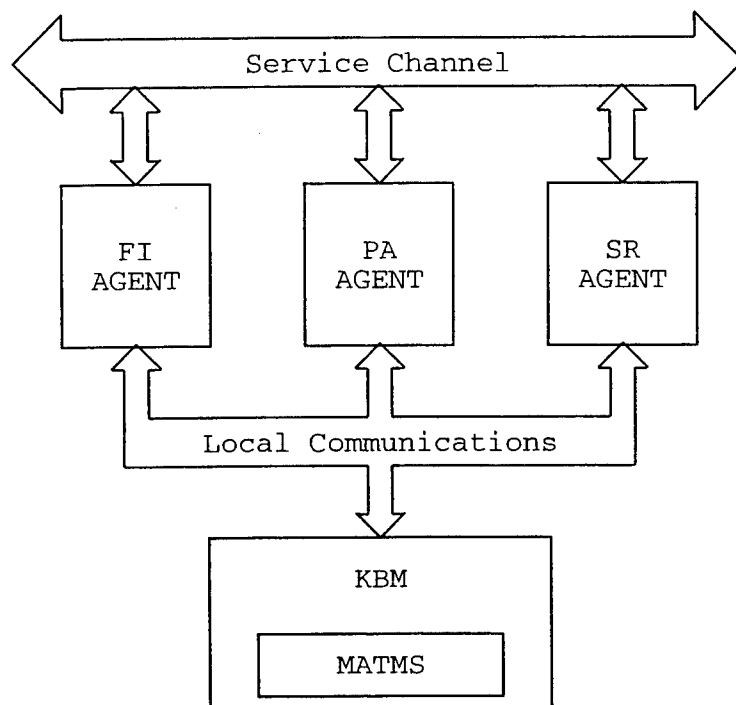 Service Channel
FI
AGENT
PA
AGENT
SR
AGENT
Local Communications
KBM
MATMS